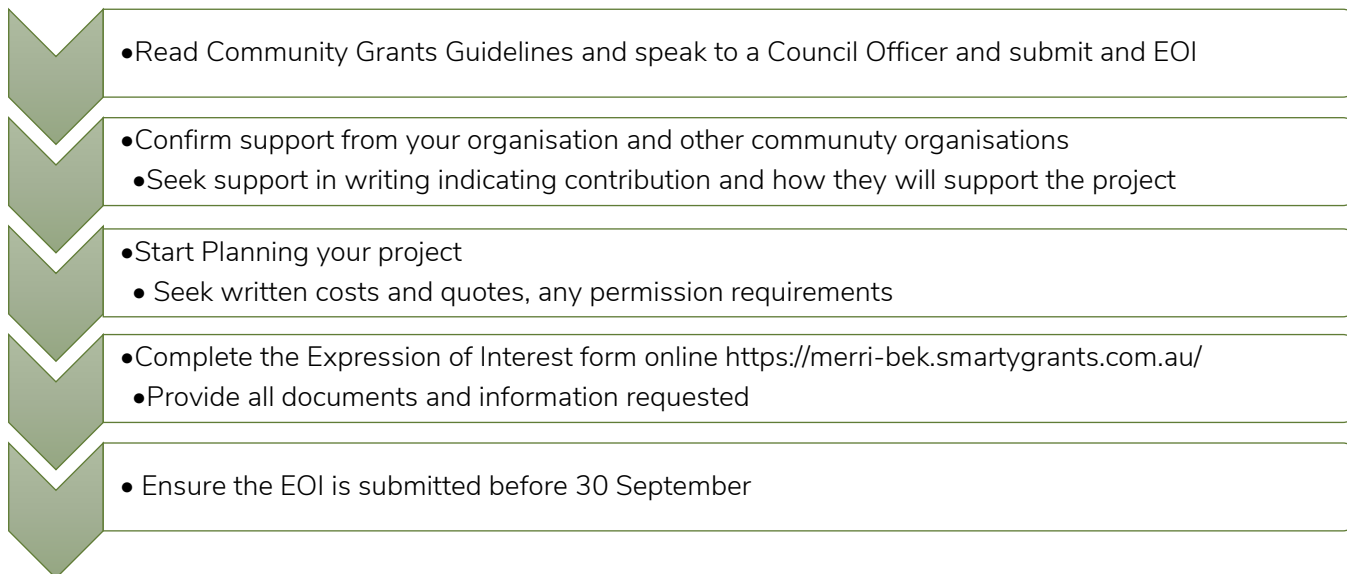 •Read Community Grants Guidelines and speak to a Council Officer and submit and EOI
•Confirm support from your organisation and other communuty organisations
•Seek support in writing indicating contribution and how they will support the project
•Start Planning your project
• Seek written costs and quotes, any permission requirements
•Complete the Expression of Interest form online https://merri-bek.smartygrants.com.au/
•Provide all documents and information requested
• Ensure the EOI is submitted before 30 September